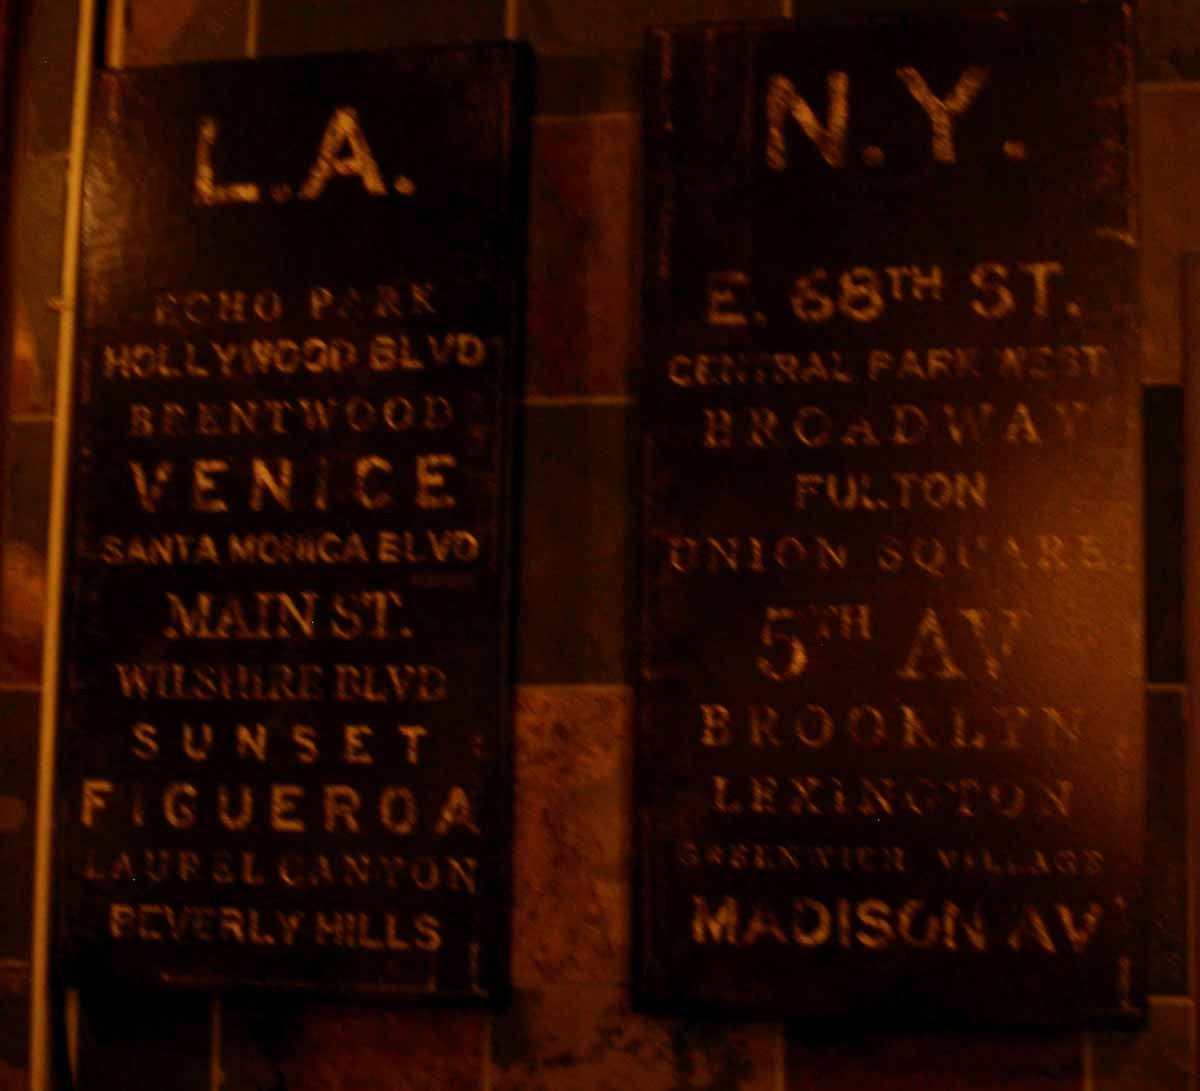 L.A.
ECHO PARK
HOLLYWOOD BLVD
BRENTWOOD
VENICE
SANTA MONICA BLVD
MAIN ST.
WILSHIRE BLVD
SUNSET
FIGUEROA
LAUREL CANYON
BEVERLY HILLS
N.Y.
E. 68TH ST.
CENTRAL PARK WEST
BROADWAY
FULTON
UNION SQUARE
5TH AV
BROOKLYN
LEXINGTON
GREENWICH VILLAGE
MADISON AV